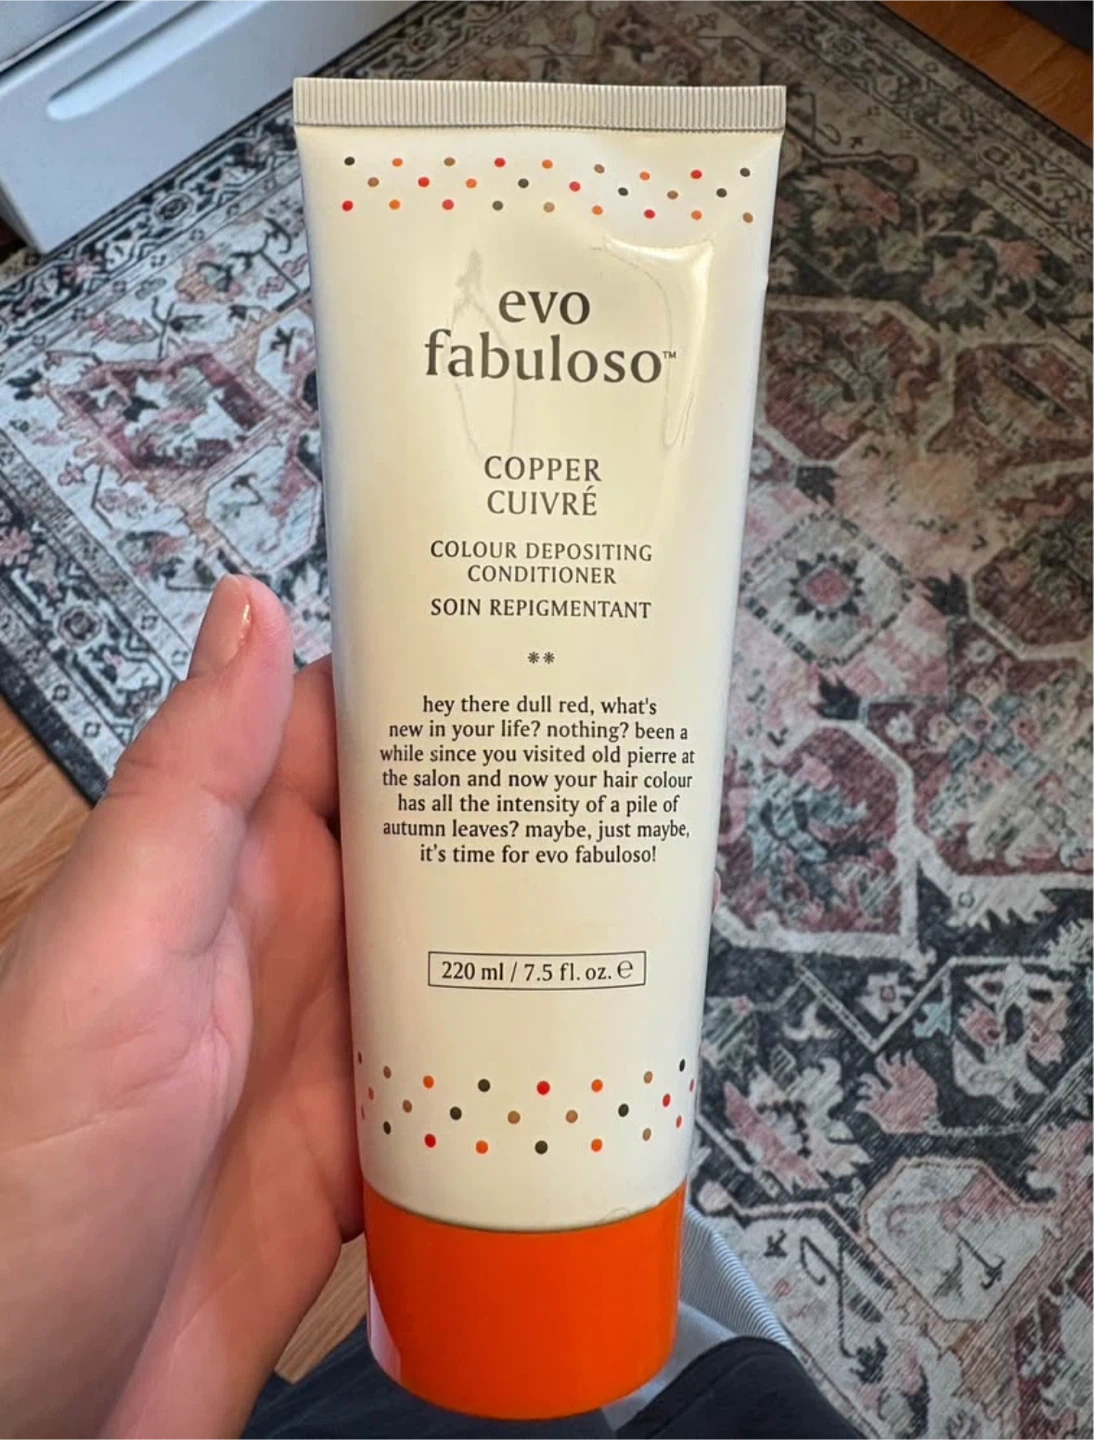 evo
fabuloso™
COPPER
CUIVRÉ
COLOUR DEPOSITING
CONDITIONER
SOIN REPIGMENTANT
**
hey there dull red, what's
new in your life? nothing? been a
while since you visited old pierre at
the salon and now your hair colour
has all the intensity of a pile of
autumn leaves? maybe, just maybe,
it's time for evo fabuloso!
220 ml / 7.5 fl. oz. ℮